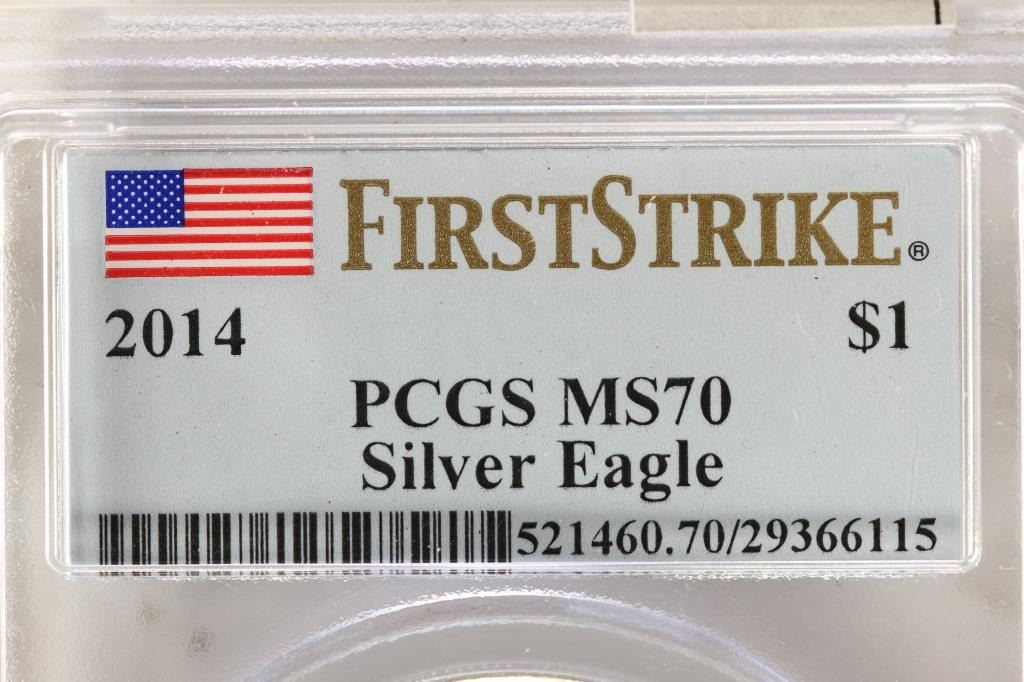 FIRSTSTRIKE®
2014 $1
PCGS MS70
Silver Eagle
521460.70/29366115